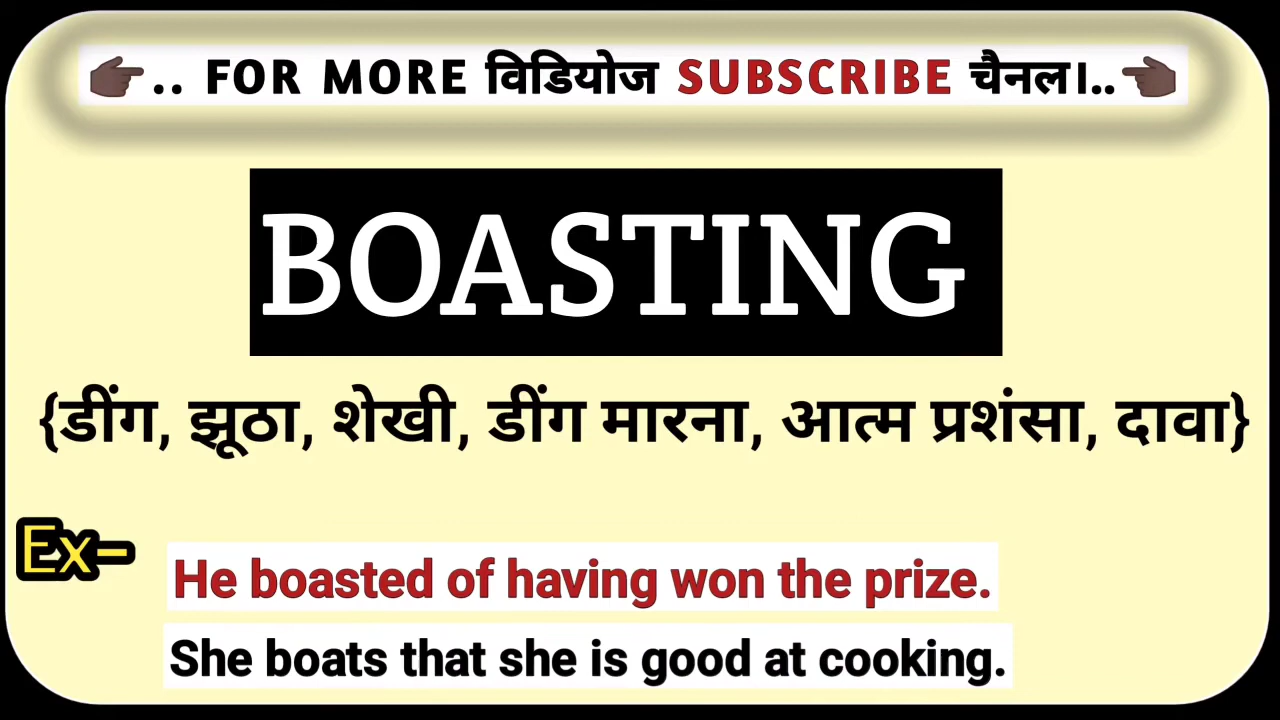 👉🏿.. FOR MORE विडियोज SUBSCRIBE चैनल।..👈🏿
BOASTING
{डींग, झूठा, शेखी, डींग मारना, आत्म प्रशंसा, दावा}
Ex-
He boasted of having won the prize.
She boats that she is good at cooking.